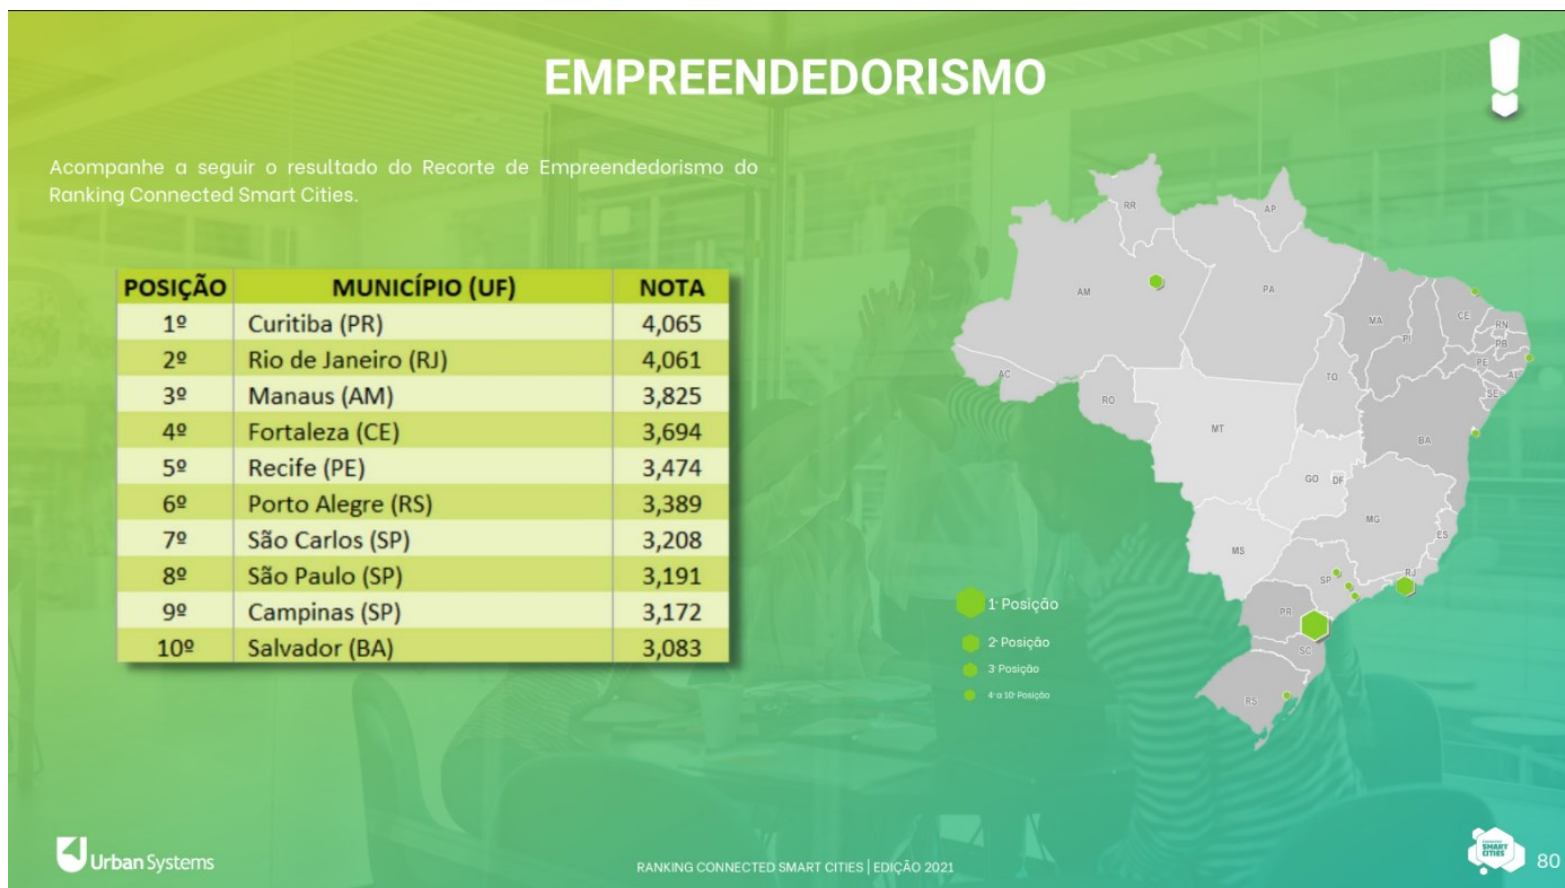 EMPREENDEDORISMO
Acompanhe a seguir o resultado do Recorte de Empreendedorismo do
Ranking Connected Smart Cities.
POSIÇÃO MUNICÍPIO (UF) NOTA
1º Curitiba (PR) 4,065
2º Rio de Janeiro (RJ) 4,061
3º Manaus (AM) 3,825
4º Fortaleza (CE) 3,694
5º Recife (PE) 3,474
6º Porto Alegre (RS) 3,389
7º São Carlos (SP) 3,208
8º São Paulo (SP) 3,191
9º Campinas (SP) 3,172
10º Salvador (BA) 3,083
RR
AP
AM
PA
MA
CE
RN
PI
PB
PE
AC
TO
AL
SE
RO
MT
BA
GO DF
MG
ES
MS
SP
RJ
PR
SC
RS
1ª Posição
2ª Posição
3ª Posição
4ª a 10ª Posição
Urban Systems
RANKING CONNECTED SMART CITIES | EDIÇÃO 2021
SMART
CITIES
80